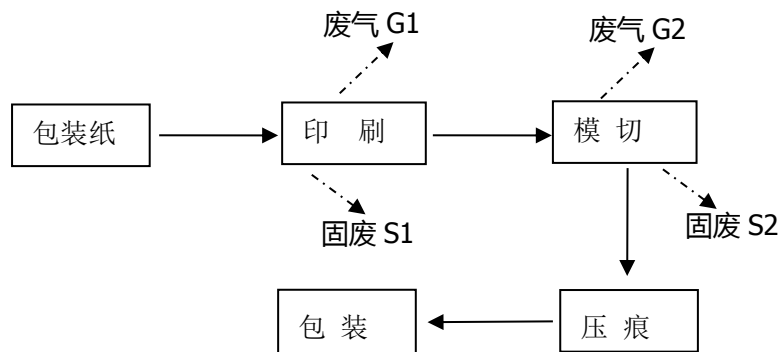 废气 G1
废气 G2
包装纸
印 刷
模 切
固废 S1
固废 S2
包 装
压 痕